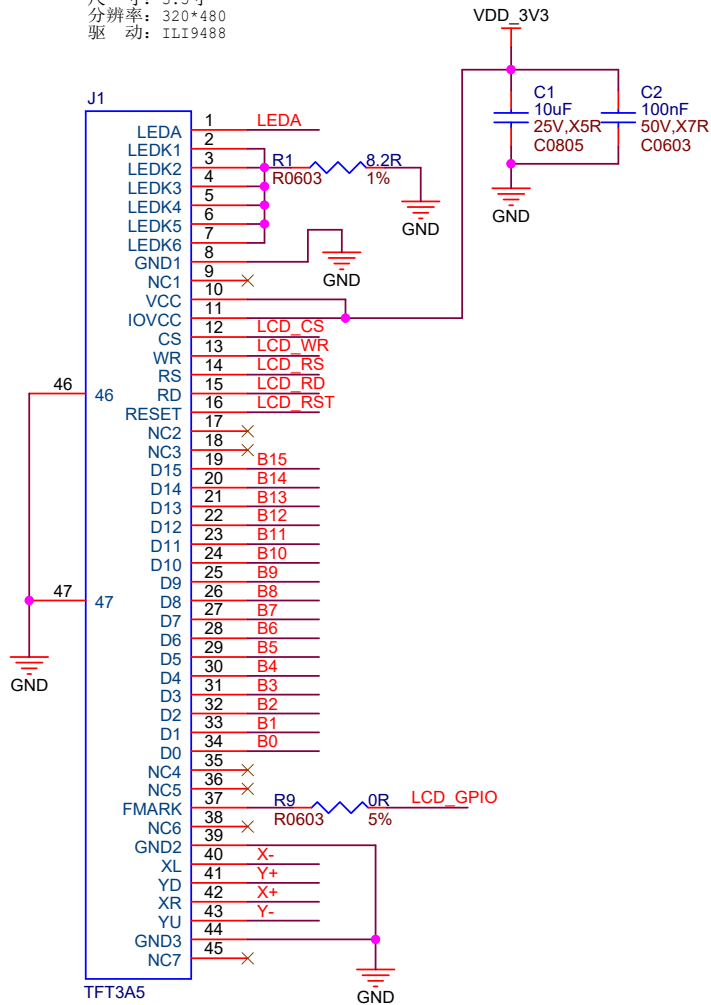 分辨率：320*480
驱 动：ILI9488
VDD_3V3
C1
10uF
25V,X5R
C0805
C2
100nF
50V,X7R
C0603
GND
J1
1 LEDA
LEDA
2
LEDK1
3
LEDK2
R1 8.2R
R0603 1%
GND
4
LEDK3
5
LEDK4
6
LEDK5
7
LEDK6
8
GND1
GND
9
NC1
10
VCC
11
IOVCC
12 LCD_CS
CS
13 LCD_WR
WR
14 LCD_RS
RS
15 LCD_RD
RD
16 LCD_RST
RESET
46 46
17
NC2
18
NC3
19 B15
D15
20 B14
D14
21 B13
D13
22 B12
D12
23 B11
D11
24 B10
D10
25 B9
D9
26 B8
D8
47 47
GND
27 B7
D7
28 B6
D6
29 B5
D5
30 B4
D4
31 B3
D3
32 B2
D2
33 B1
D1
34 B0
D0
35
NC4
36
NC5
37
FMARK
R9 0R LCD_GPIO
R0603 5%
38
NC6
39
GND2
40 X-
XL
41 Y+
YD
42 X+
XR
43 Y-
YU
44
GND3
45
NC7
GND
TFT3A5